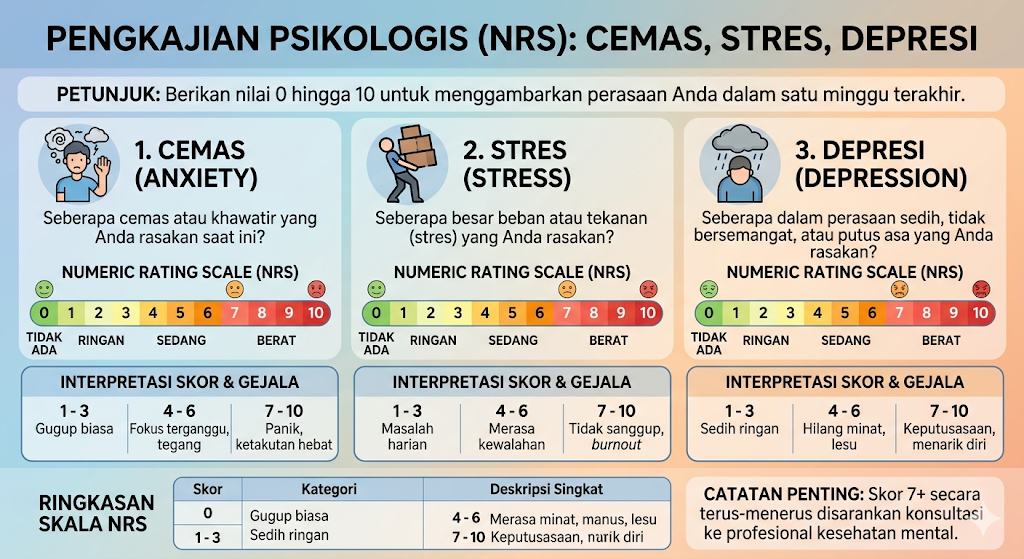 PENGKAJIAN PSIKOLOGIS (NRS): CEMAS, STRES, DEPRESI
PETUNJUK: Berikan nilai 0 hingga 10 untuk menggambarkan perasaan Anda dalam satu minggu terakhir.
1. CEMAS
(ANXIETY)
Seberapa cemas atau khawatir yang
Anda rasakan saat ini?
NUMERIC RATING SCALE (NRS)
0 1 2 3 4 5 6 7 8 9 10
TIDAK
ADA
RINGAN
SEDANG
BERAT
INTERPRETASI SKOR & GEJALA
1 - 3
Gugup biasa
4 - 6
Fokus terganggu,
tegang
7 - 10
Panik,
ketakutan hebat
2. STRES
(STRESS)
Seberapa besar beban atau tekanan
(stres) yang Anda rasakan?
NUMERIC RATING SCALE (NRS)
0 1 2 3 4 5 6 7 8 9 10
TIDAK
ADA
RINGAN
SEDANG
BERAT
INTERPRETASI SKOR & GEJALA
1 - 3
Masalah
harian
4 - 6
Merasa
kewalahan
7 - 10
Tidak sanggup,
burnout
3. DEPRESI
(DEPRESSION)
Seberapa dalam perasaan sedih, tidak
bersemangat, atau putus asa yang Anda
rasakan?
NUMERIC RATING SCALE (NRS)
0 1 2 3 4 5 6 7 8 9 10
TIDAK
ADA
RINGAN
SEDANG
BERAT
INTERPRETASI SKOR & GEJALA
1 - 3
Sedih ringan
4 - 6
Hilang minat,
lesu
7 - 10
Keputusasaan,
menarik diri
RINGKASAN
SKALA NRS
Skor Kategori Deskripsi Singkat
0 Gugup biasa 4 - 6 Merasa minat, manus, lesu
1 - 3 Sedih ringan 7 - 10 Keputusasaan, diri
CATATAN PENTING: Skor 7+ secara
terus-menerus disarankan konsultasi
ke profesional kesehatan mental.